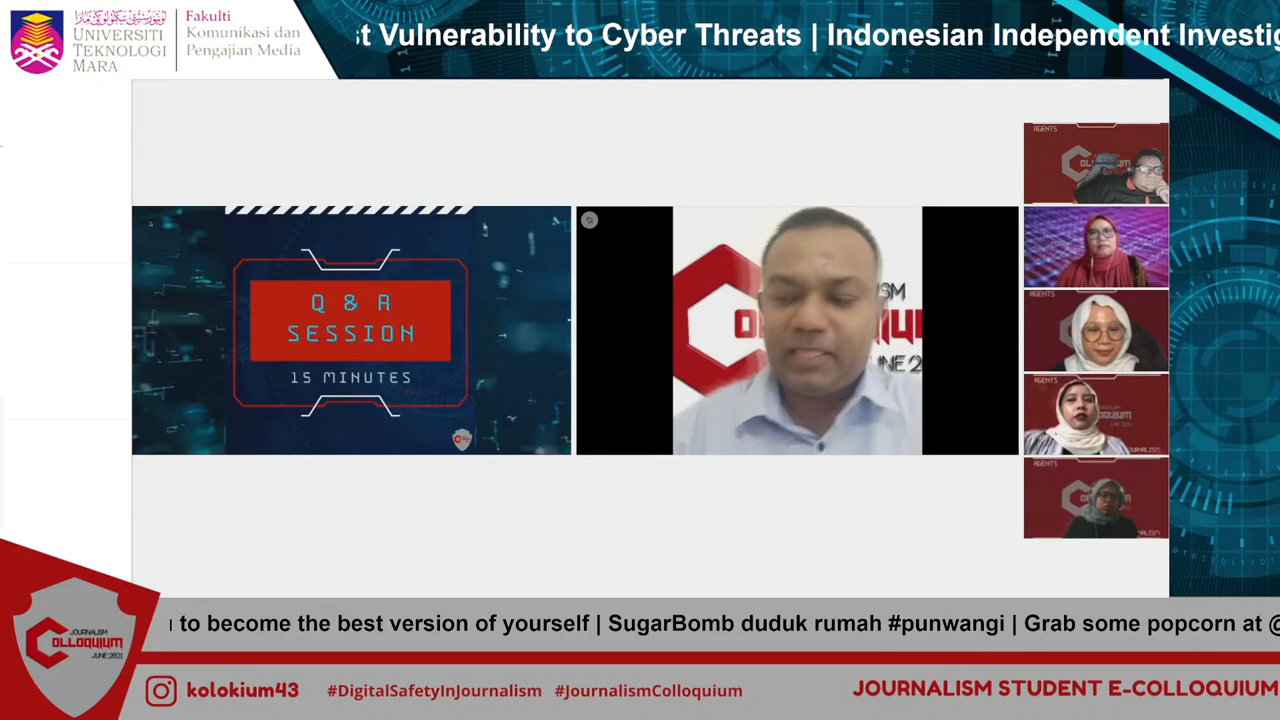 UNIVERSITI
TEKNOLOGI
MARA
Fakulti
Komunikasi dan
Pengajian Media
st Vulnerability to Cyber Threats | Indonesian Independent Investig
AGENTS
Q & A
SESSION
15 MINUTES
AGENTS
AGENTS
AGENTS
to become the best version of yourself | SugarBomb duduk rumah #punwangi | Grab some popcorn at @
JOURNALISM
COLLOQUIUM
JUNE 2021
kolokium43
#DigitalSafetyInJournalism #JournalismColloquium
JOURNALISM STUDENT E-COLLOQUIUM